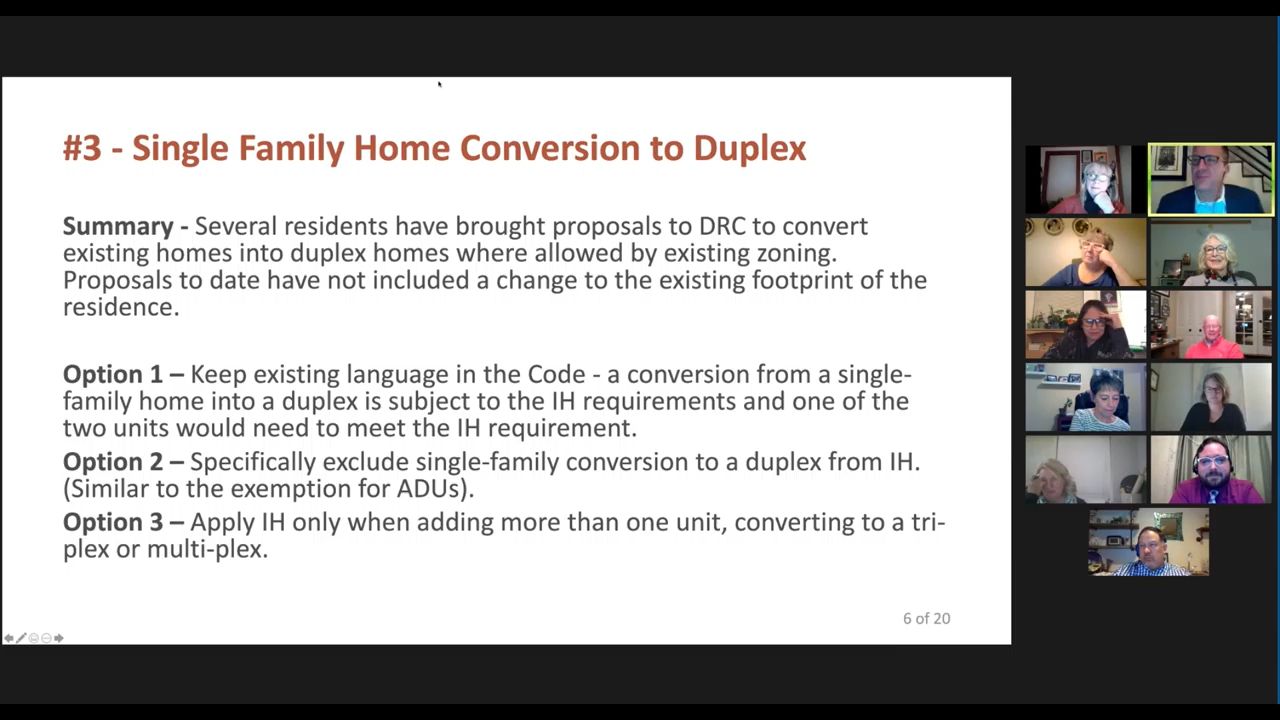 #3 - Single Family Home Conversion to Duplex
Summary - Several residents have brought proposals to DRC to convert
existing homes into duplex homes where allowed by existing zoning.
Proposals to date have not included a change to the existing footprint of the
residence.
Option 1 – Keep existing language in the Code - a conversion from a single-
family home into a duplex is subject to the IH requirements and one of the
two units would need to meet the IH requirement.
Option 2 – Specifically exclude single-family conversion to a duplex from IH.
(Similar to the exemption for ADUs).
Option 3 – Apply IH only when adding more than one unit, converting to a tri-
plex or multi-plex.
6 of 20